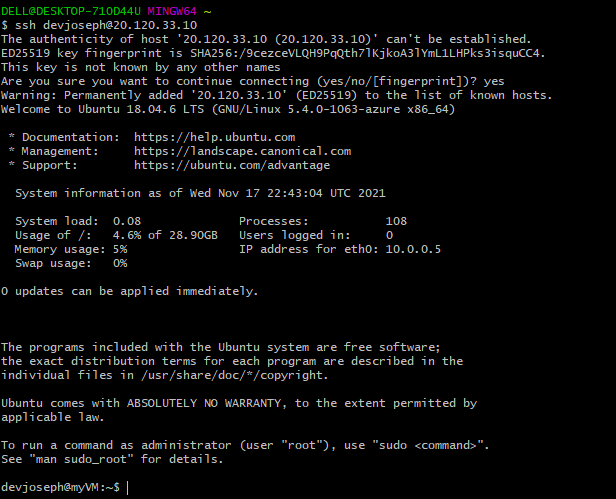 DELL@DESKTOP-71OD44U MINGW64 ~
$ ssh devjoseph@20.120.33.10
The authenticity of host '20.120.33.10 (20.120.33.10)' can't be established.
ED25519 key fingerprint is SHA256:/9cezceVLQH9PqQth7lKjkoA3lYmL1LHPks3isquCC4.
This key is not known by any other names
Are you sure you want to continue connecting (yes/no/[fingerprint])? yes
Warning: Permanently added '20.120.33.10' (ED25519) to the list of known hosts.
Welcome to Ubuntu 18.04.6 LTS (GNU/Linux 5.4.0-1063-azure x86_64)
* Documentation:  https://help.ubuntu.com
* Management:     https://landscape.canonical.com
* Support:        https://ubuntu.com/advantage
System information as of Wed Nov 17 22:43:04 UTC 2021
System load:  0.08               Processes:           108
Usage of /:   4.6% of 28.90GB   Users logged in:     0
Memory usage: 5%                 IP address for eth0: 10.0.0.5
Swap usage:   0%
0 updates can be applied immediately.
The programs included with the Ubuntu system are free software;
the exact distribution terms for each program are described in the
individual files in /usr/share/doc/*/copyright.
Ubuntu comes with ABSOLUTELY NO WARRANTY, to the extent permitted by
applicable law.
To run a command as administrator (user "root"), use "sudo <command>".
See "man sudo_root" for details.
devjoseph@myVM:~$